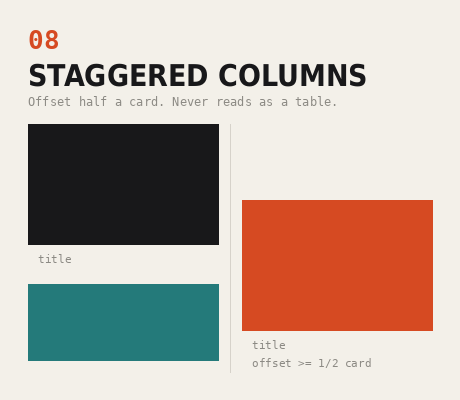 08
STAGGERED COLUMNS
Offset half a card. Never reads as a table.
title
title
offset >= 1/2 card